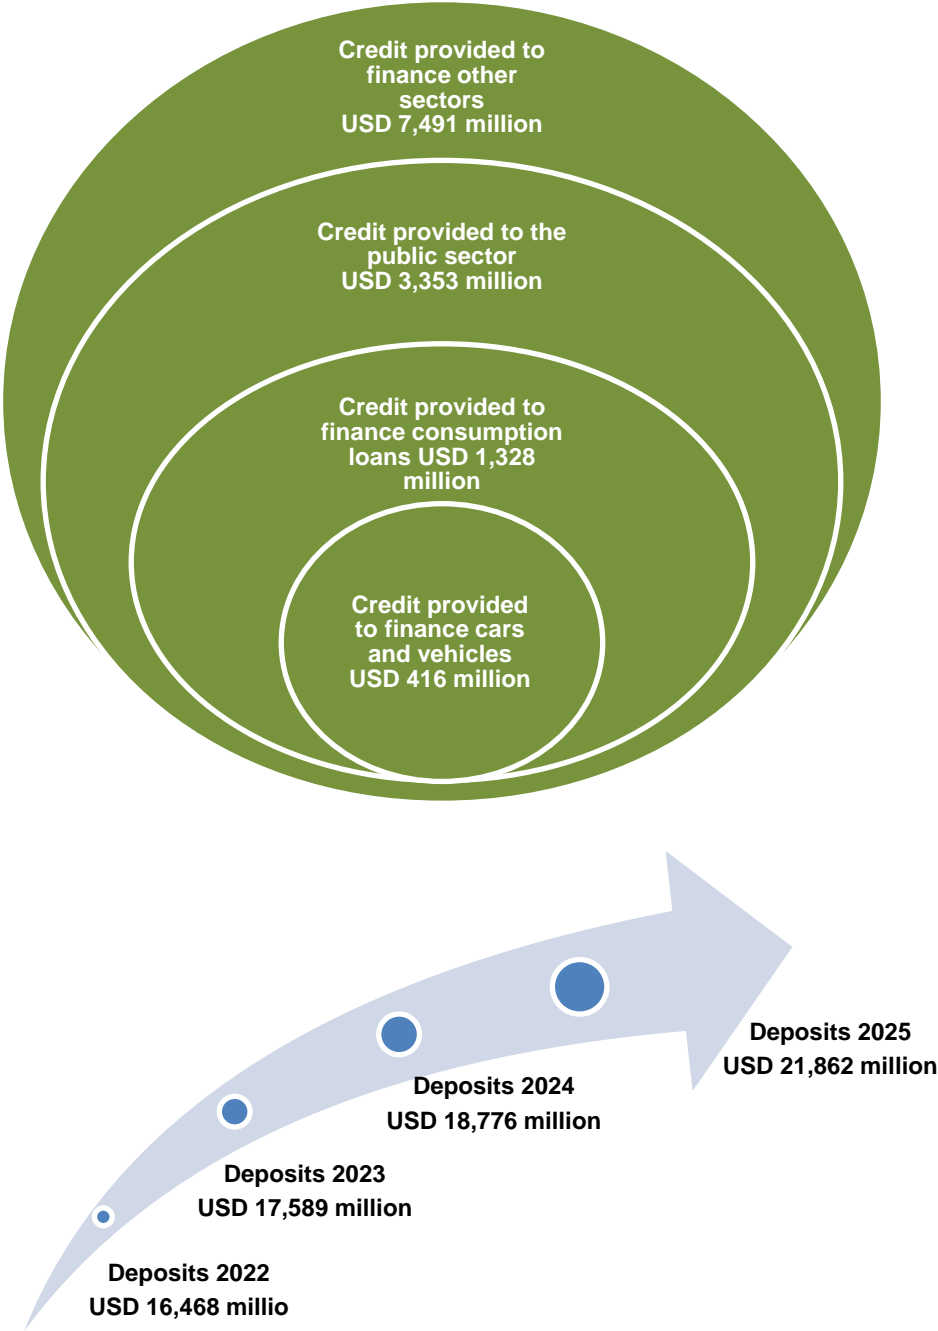 Credit provided to
finance other
sectors
USD 7,491 million
Credit provided to the
public sector
USD 3,353 million
Credit provided to
finance consumption
loans USD 1,328
million
Credit provided
to finance cars
and vehicles
USD 416 million
Deposits 2025
USD 21,862 million
Deposits 2024
USD 18,776 million
Deposits 2023
USD 17,589 million
Deposits 2022
USD 16,468 millio